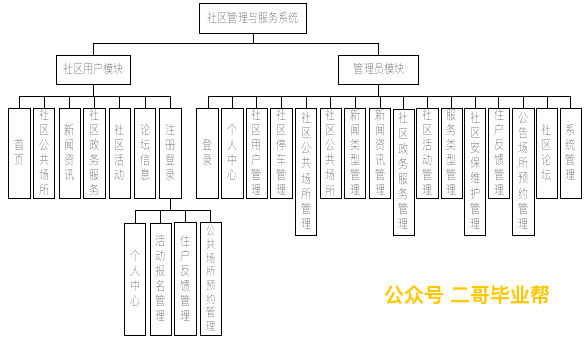 社区管理与服务系统
社区用户模块
管理员模块
首页
社区公共场所
新闻资讯
社区政务服务
社区活动
论坛信息
注册登录
登录
个人中心
社区用户管理
社区停车管理
社区公共场所管理
社区公共场所
新闻类型管理
新闻资讯管理
社区政务服务管理
社区活动管理
服务类型管理
社区安保维护管理
住户反馈管理
公告场所预约管理
社区论坛
系统管理
个人中心
活动报名管理
住户反馈管理
公共场所预约管理
公众号 二哥毕业帮